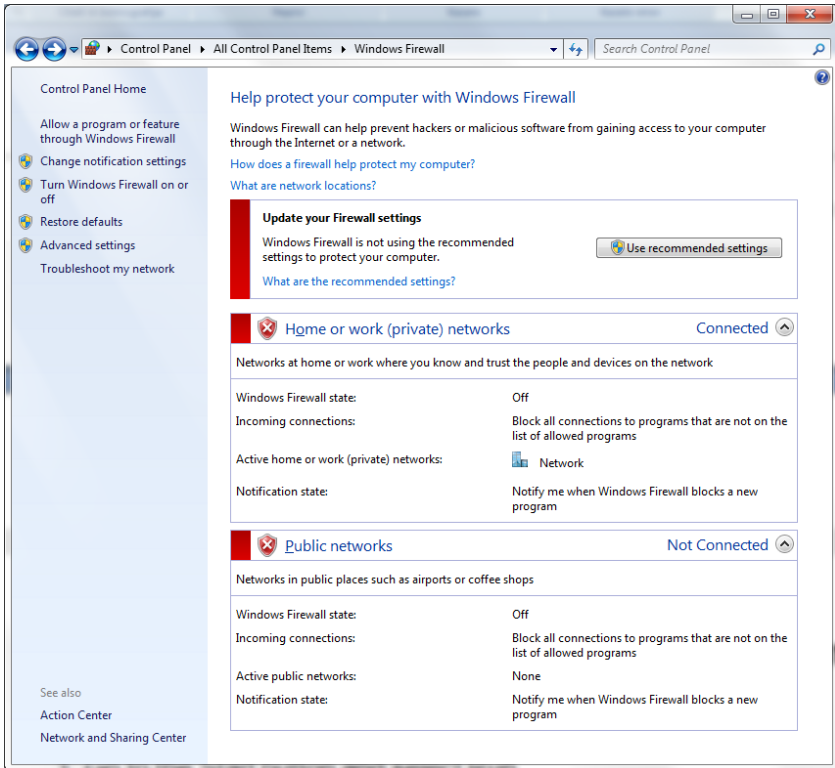 Control Panel ▸ All Control Panel Items ▸ Windows Firewall
Search Control Panel
Control Panel Home
Allow a program or feature
through Windows Firewall
Change notification settings
Turn Windows Firewall on or
off
Restore defaults
Advanced settings
Troubleshoot my network
See also
Action Center
Network and Sharing Center
Help protect your computer with Windows Firewall
Windows Firewall can help prevent hackers or malicious software from gaining access to your computer
through the Internet or a network.
How does a firewall help protect my computer?
What are network locations?
Update your Firewall settings
Windows Firewall is not using the recommended
settings to protect your computer.
Use recommended settings
What are the recommended settings?
Home or work (private) networks Connected
Networks at home or work where you know and trust the people and devices on the network
Windows Firewall state: Off
Incoming connections: Block all connections to programs that are not on the
list of allowed programs
Active home or work (private) networks: Network
Notification state: Notify me when Windows Firewall blocks a new
program
Public networks Not Connected
Networks in public places such as airports or coffee shops
Windows Firewall state: Off
Incoming connections: Block all connections to programs that are not on the
list of allowed programs
Active public networks: None
Notification state: Notify me when Windows Firewall blocks a new
program